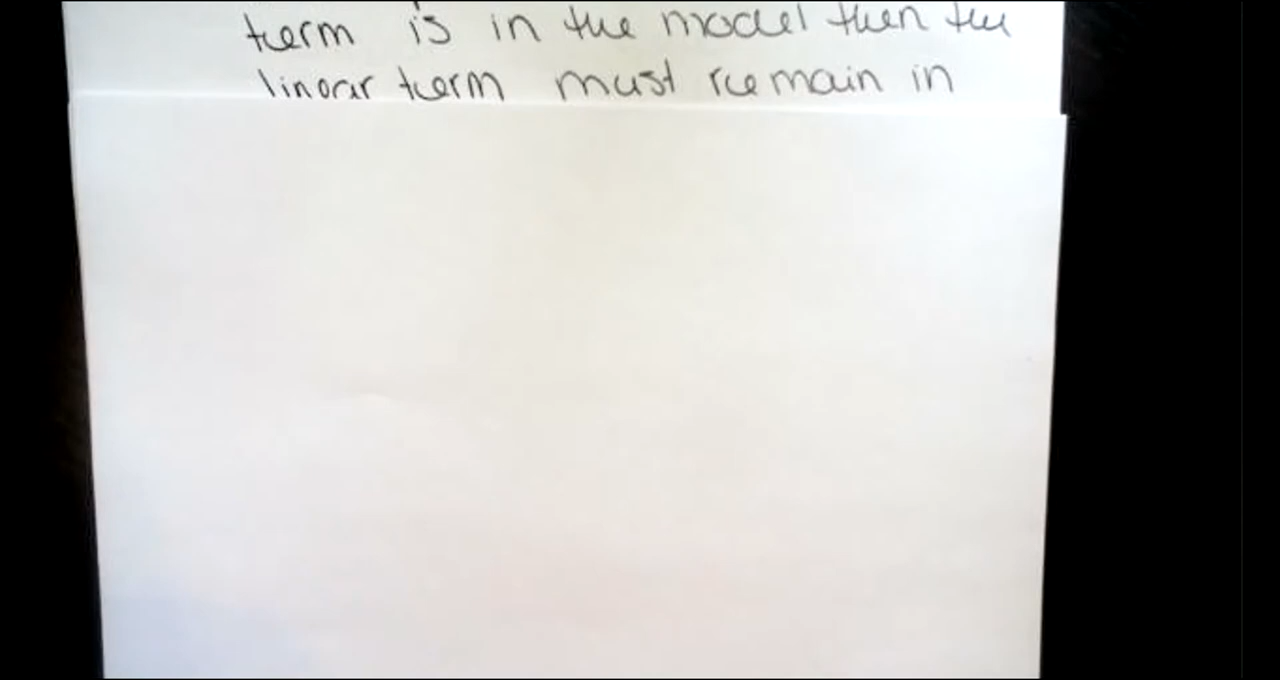 term is in the model then the
linear term must remain in